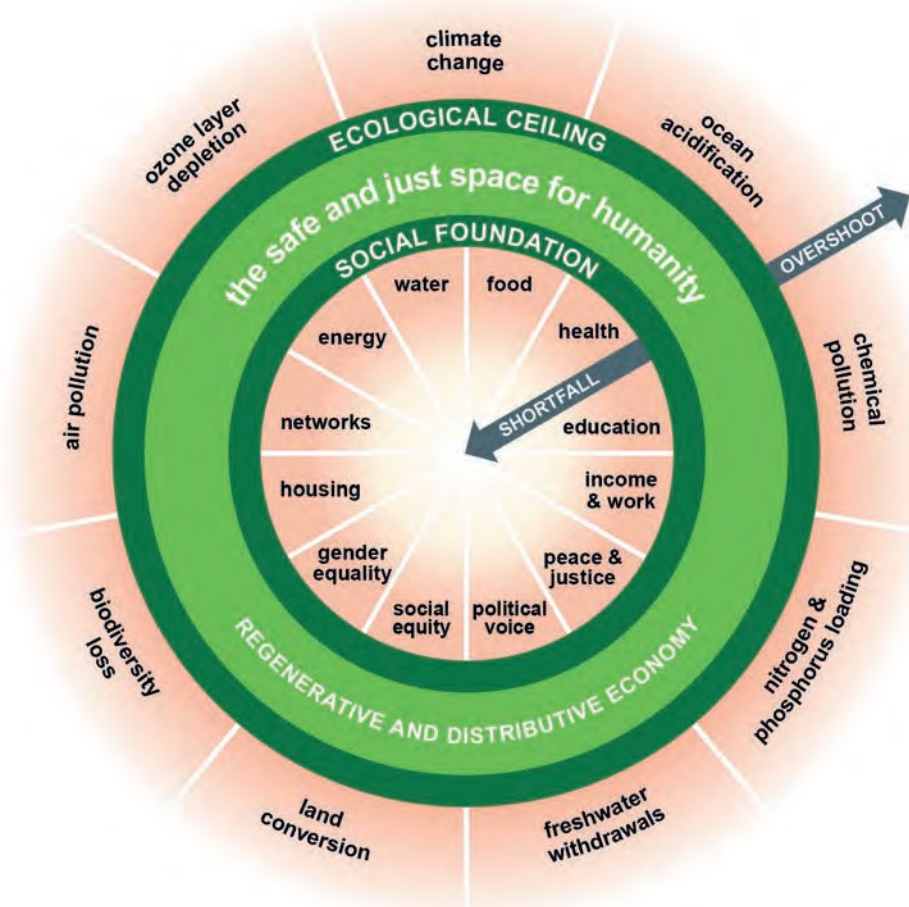 climate
change
ocean
acidification
chemical
pollution
nitrogen &
phosphorus loading
freshwater
withdrawals
land
conversion
biodiversity
loss
air pollution
ozone layer
depletion
ECOLOGICAL CEILING
the safe and just space for humanity
SOCIAL FOUNDATION
OVERSHOOT
SHORTFALL
water
food
health
education
income
& work
peace &
justice
political
voice
social
equity
gender
equality
housing
networks
energy
REGENERATIVE AND DISTRIBUTIVE ECONOMY